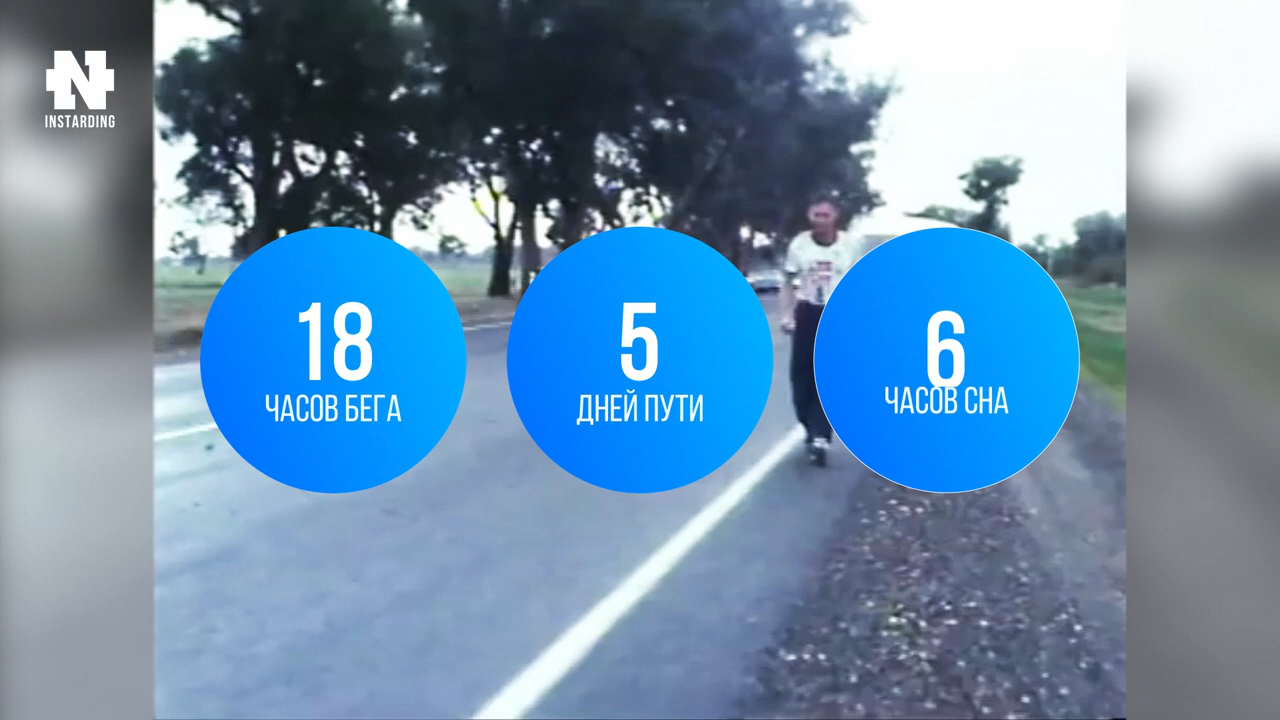 N
INSTARDING
18
ЧАСОВ БЕГА
5
ДНЕЙ ПУТИ
6
ЧАСОВ СНА